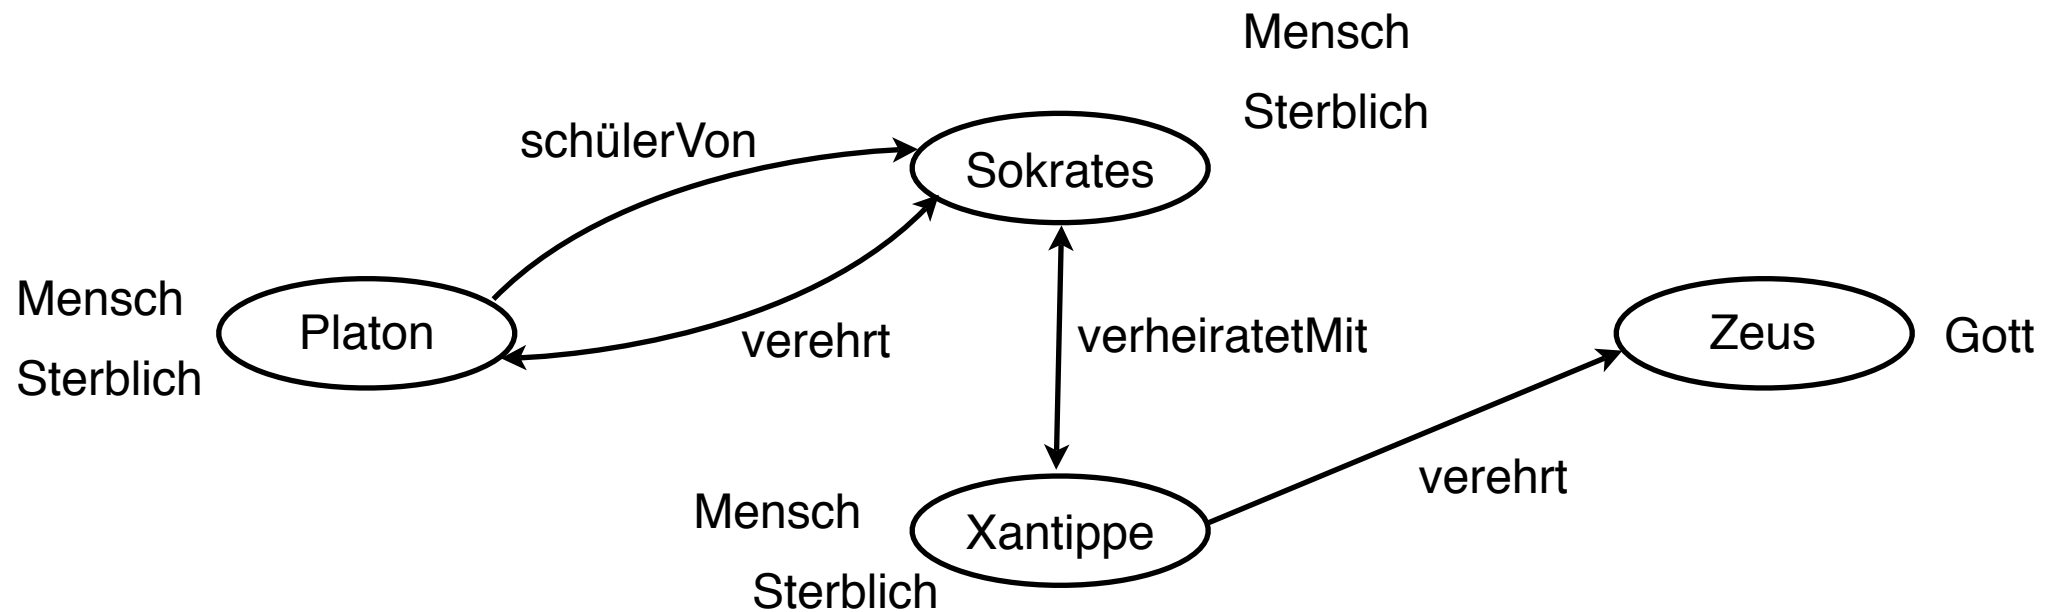 Mensch
Sterblich
schülerVon
Sokrates
Mensch
Sterblich
Platon
verehrt
verheiratetMit
Zeus
Gott
verehrt
Mensch
Sterblich
Xantippe